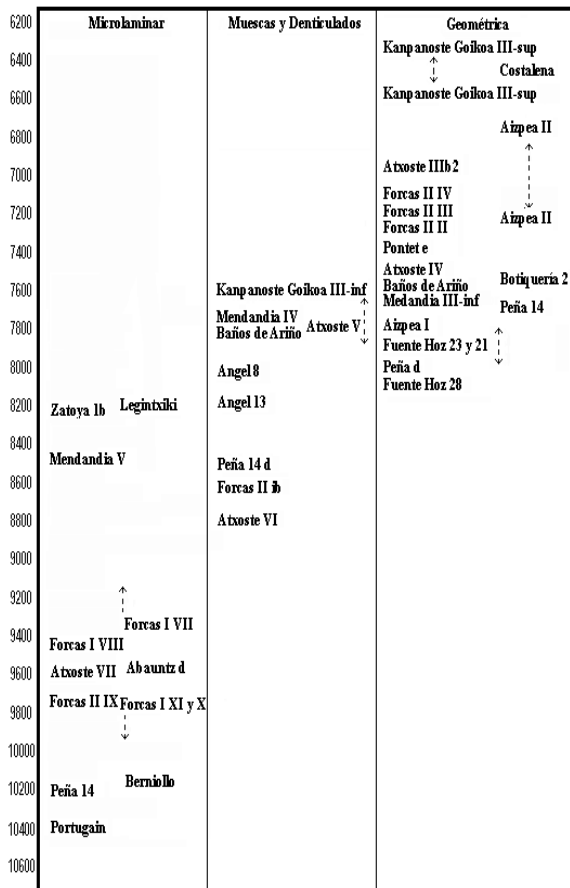 Microlaminar
Muescas y Denticulados
Geométrica
6200
6400
6600
6800
7000
7200
7400
7600
7800
8000
8200
8400
8600
8800
9000
9200
9400
9600
9800
10000
10200
10400
10600
Zatoya 1b
Legintxiki
Mendandia V
Forcas I VII
Forcas I VIII
Atxoste VII
Abauntz d
Forcas II IX
Forcas I XI y X
Berniollo
Peña 14
Portugain
Kanpanoste Goikoa III-inf
Mendandia IV
Atxoste V
Baños de Ariño
Angel 8
Angel 13
Peña 14 d
Forcas II ib
Atxoste VI
Kanpanoste Goikoa III-sup
Costalena
Kanpanoste Goikoa III-sup
Aizpea II
Atxoste IIIb 2
Forcas II IV
Forcas II III
Aizpea II
Forcas II II
Pontet e
Atxoste IV
Botiquería 2
Baños de Ariño
Medandia III-inf
Peña 14
Aizpea I
Fuente Hoz 23 y 21
Peña d
Fuente Hoz 28